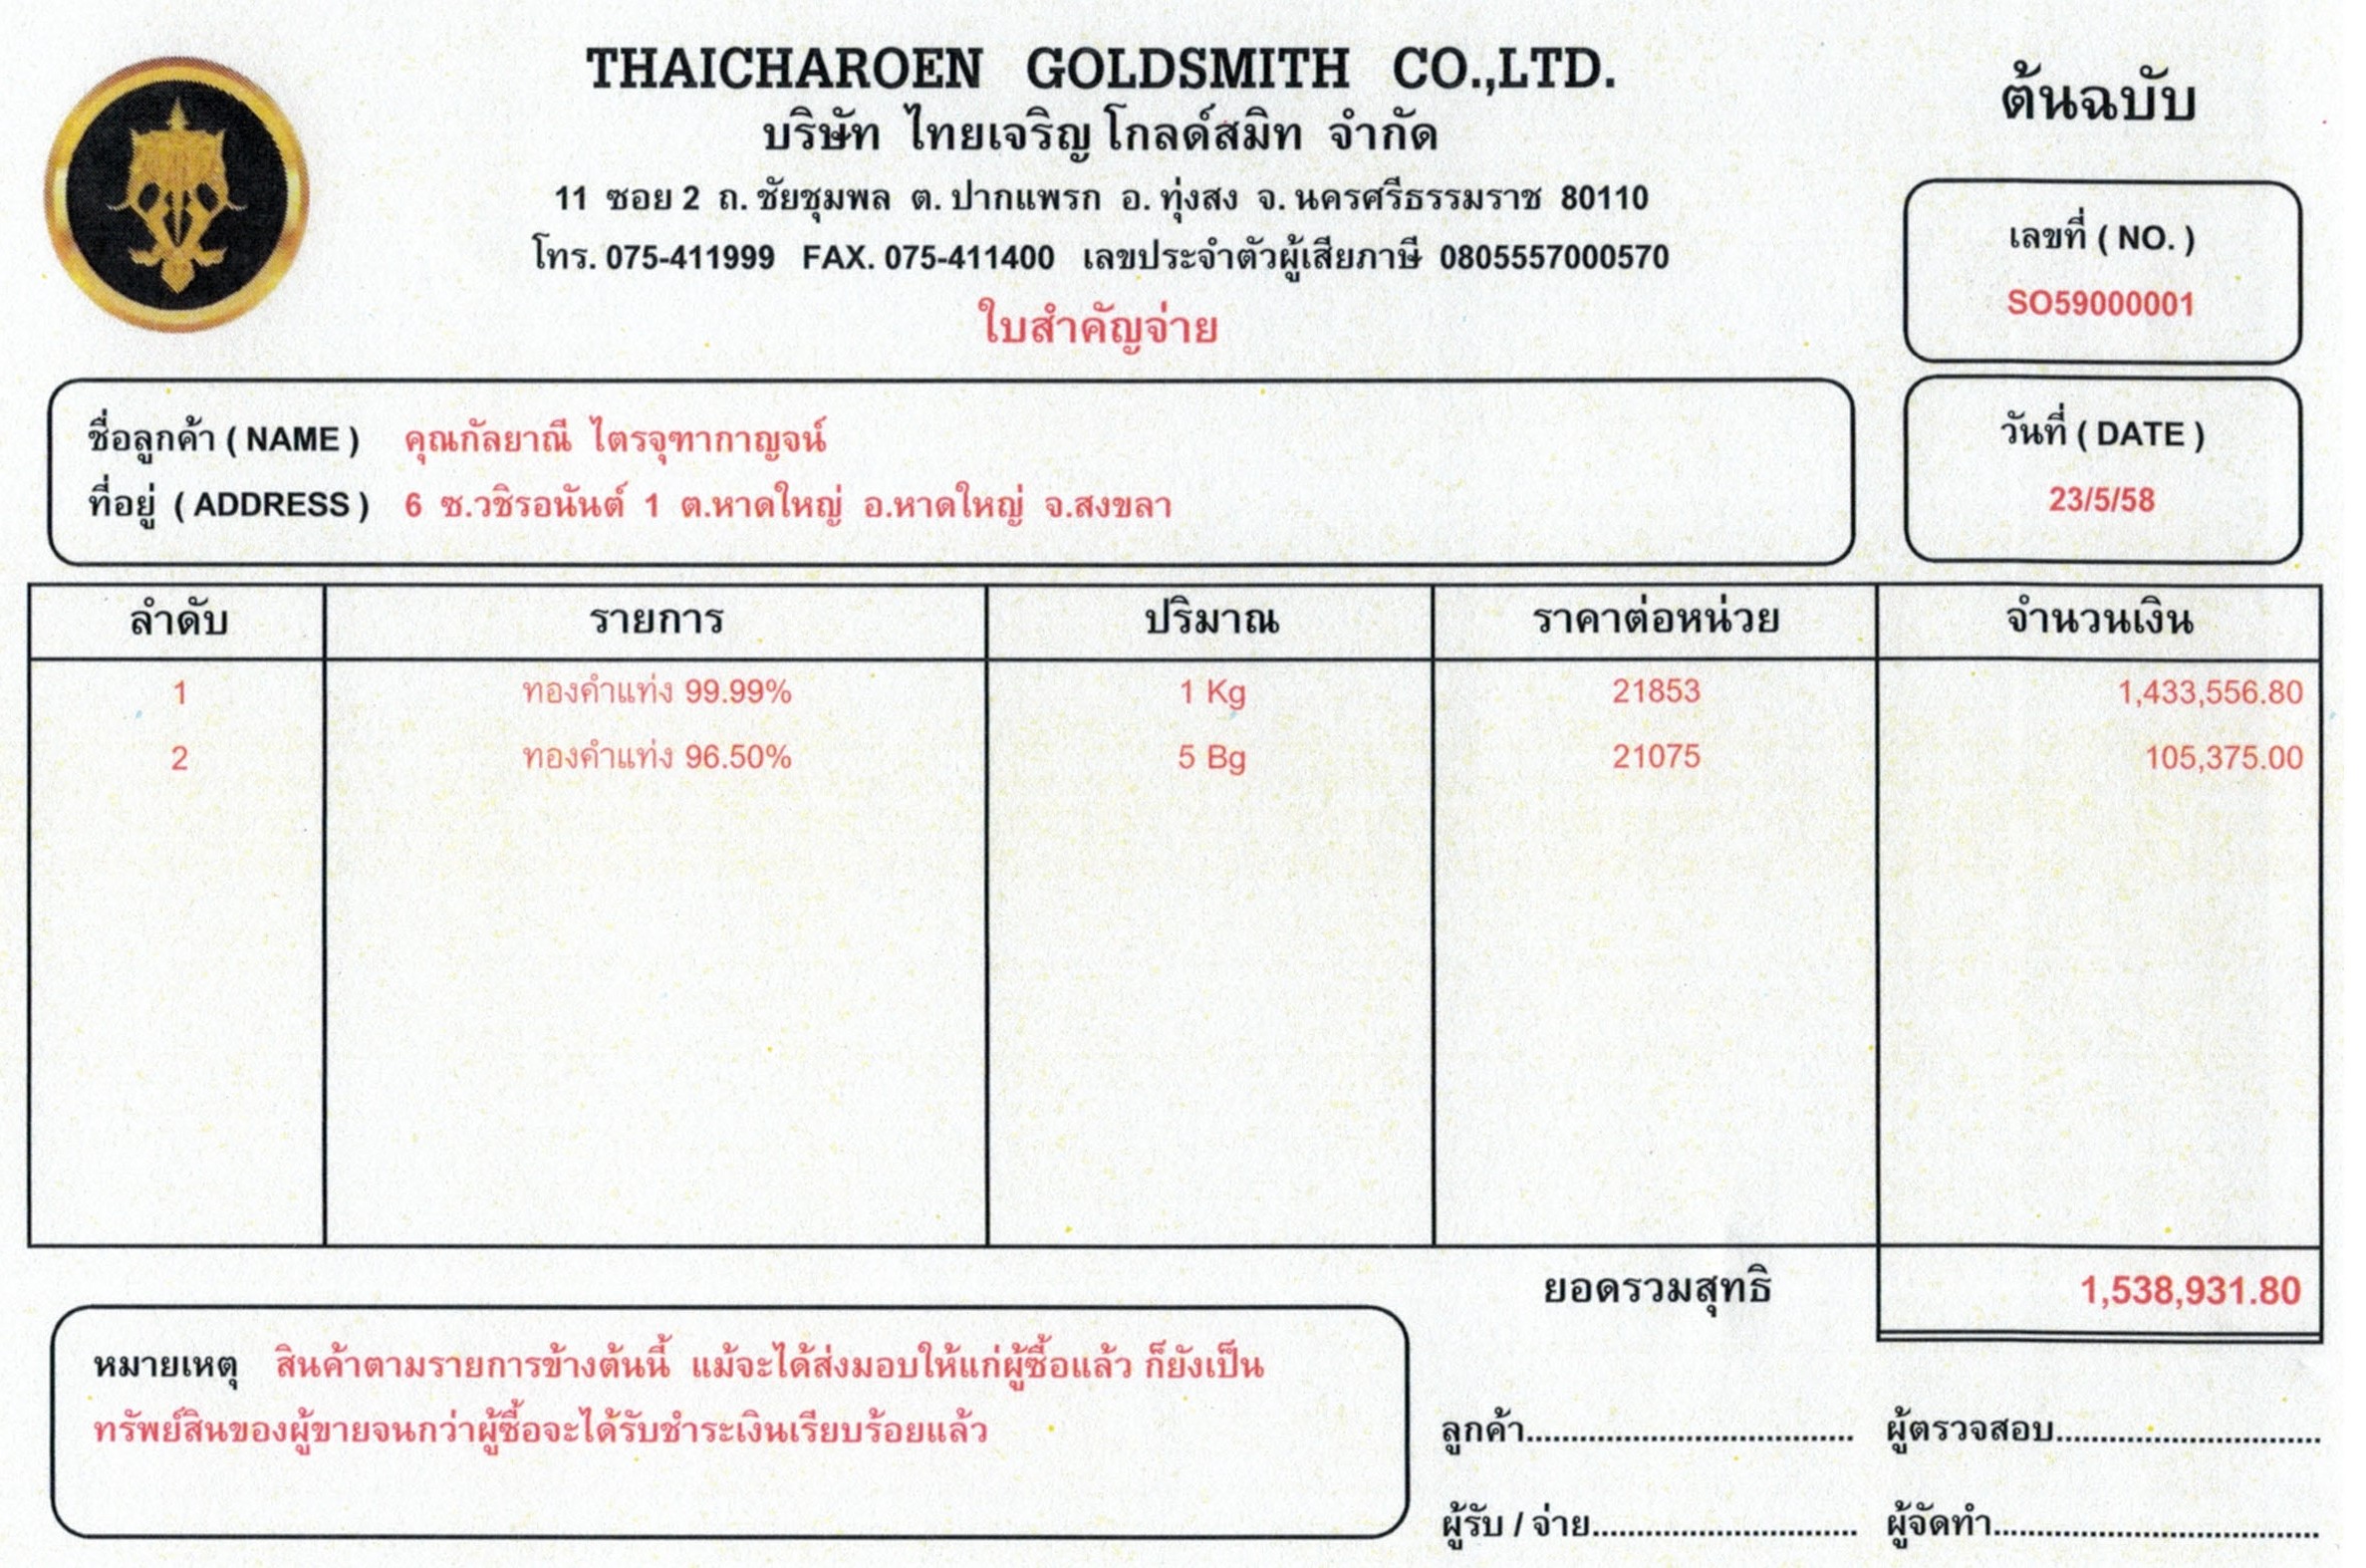 THAICHAROEN GOLDSMITH CO.,LTD.
ต้นฉบับ
บริษัท ไทยเจริญ โกลด์สมิท จำกัด
11 ซอย 2 ถ. ชัยชุมพล ต. ปากแพรก อ. ทุ่งสง จ. นครศรีธรรมราช 80110
โทร. 075-411999 FAX. 075-411400 เลขประจำตัวผู้เสียภาษี 0805557000570
เลขที่ ( NO. )
SO59000001
ใบสำคัญจ่าย
ชื่อลูกค้า ( NAME ) คุณกัลยาณี ไตรจุฑากาญจน์
ที่อยู่ ( ADDRESS ) 6 ซ.วชิรอนันต์ 1 ต.หาดใหญ่ อ.หาดใหญ่ จ.สงขลา
วันที่ ( DATE )
23/5/58
ลำดับ รายการ ปริมาณ ราคาต่อหน่วย จำนวนเงิน
1 ทองคำแท่ง 99.99% 1 Kg 21853 1,433,556.80
2 ทองคำแท่ง 96.50% 5 Bg 21075 105,375.00
ยอดรวมสุทธิ 1,538,931.80
หมายเหตุ สินค้าตามรายการข้างต้นนี้ แม้จะได้ส่งมอบให้แก่ผู้ซื้อแล้ว ก็ยังเป็น
ทรัพย์สินของผู้ขายจนกว่าผู้ซื้อจะได้รับชำระเงินเรียบร้อยแล้ว
ลูกค้า..................................... ผู้ตรวจสอบ..............................
ผู้รับ / จ่าย.............................. ผู้จัดทำ.....................................